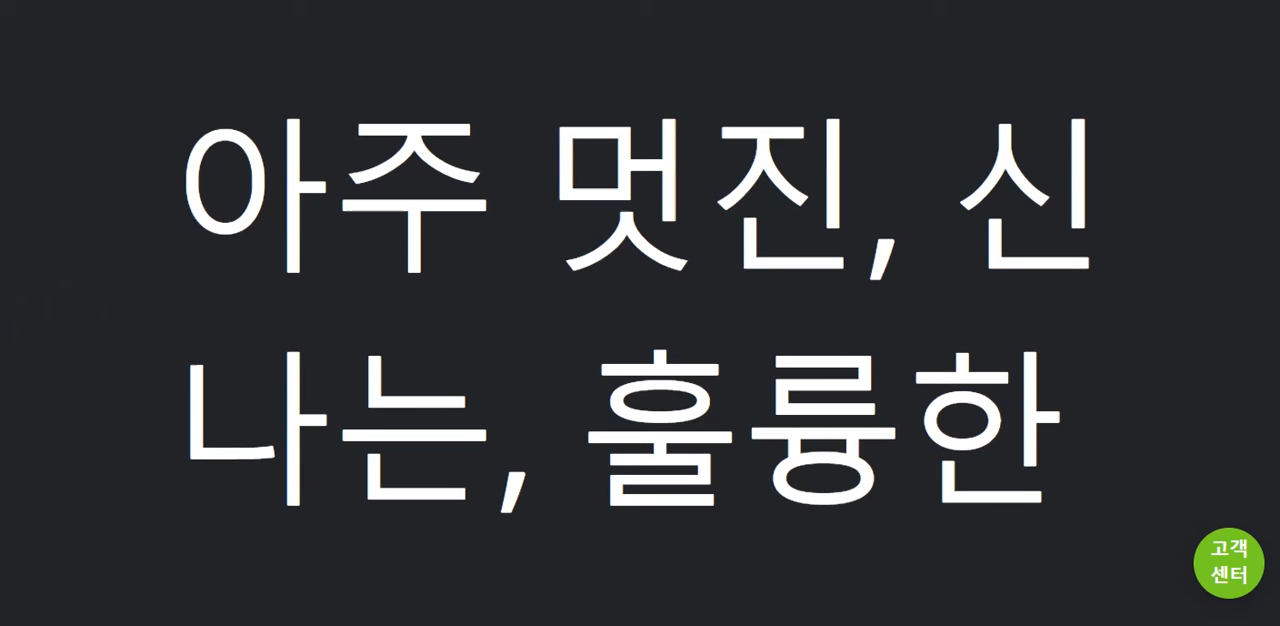 아주 멋진, 신
나는, 훌륭한
고객
센터